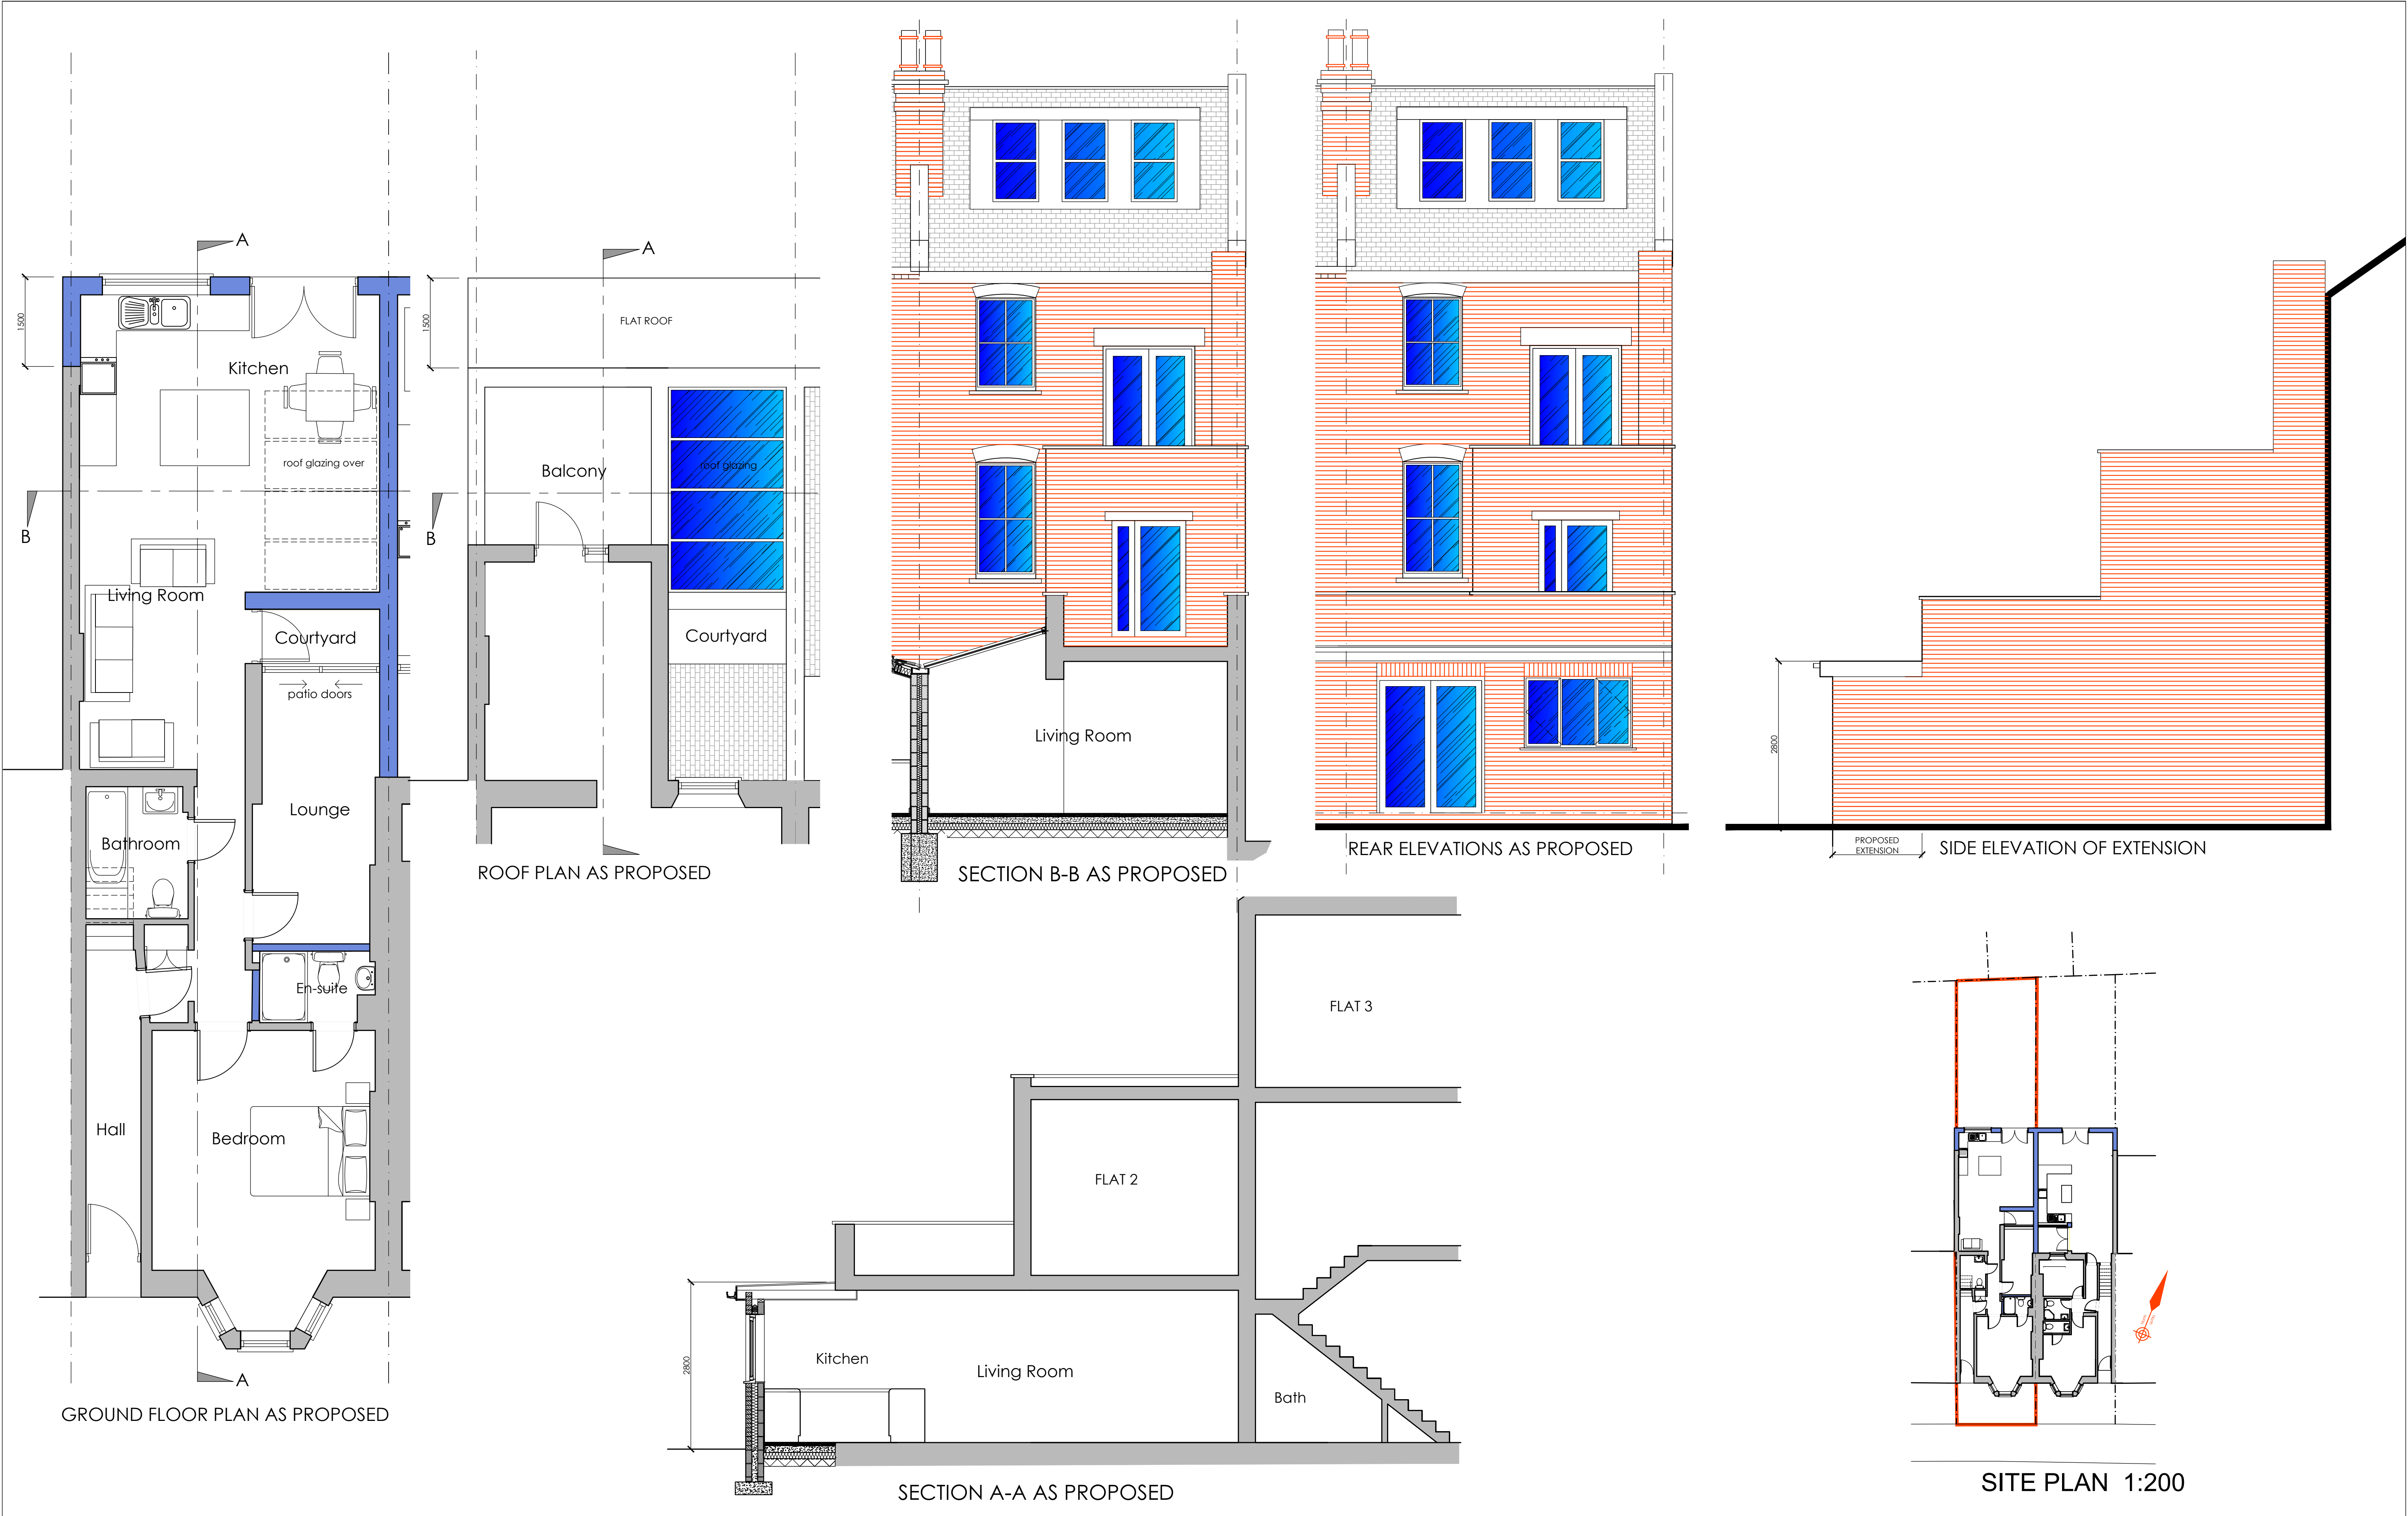 A
1500
Kitchen
roof glazing over
B
Living Room
Courtyard
patio doors
Lounge
Bathroom
En-suite
Hall
Bedroom
A
GROUND FLOOR PLAN AS PROPOSED
A
1500
FLAT ROOF
Balcony
roof glazing
B
Courtyard
ROOF PLAN AS PROPOSED
Living Room
SECTION B-B AS PROPOSED
REAR ELEVATIONS AS PROPOSED
2800
PROPOSED
EXTENSION
SIDE ELEVATION OF EXTENSION
FLAT 3
FLAT 2
2800
Kitchen
Living Room
Bath
SECTION A-A AS PROPOSED
SITE PLAN 1:200